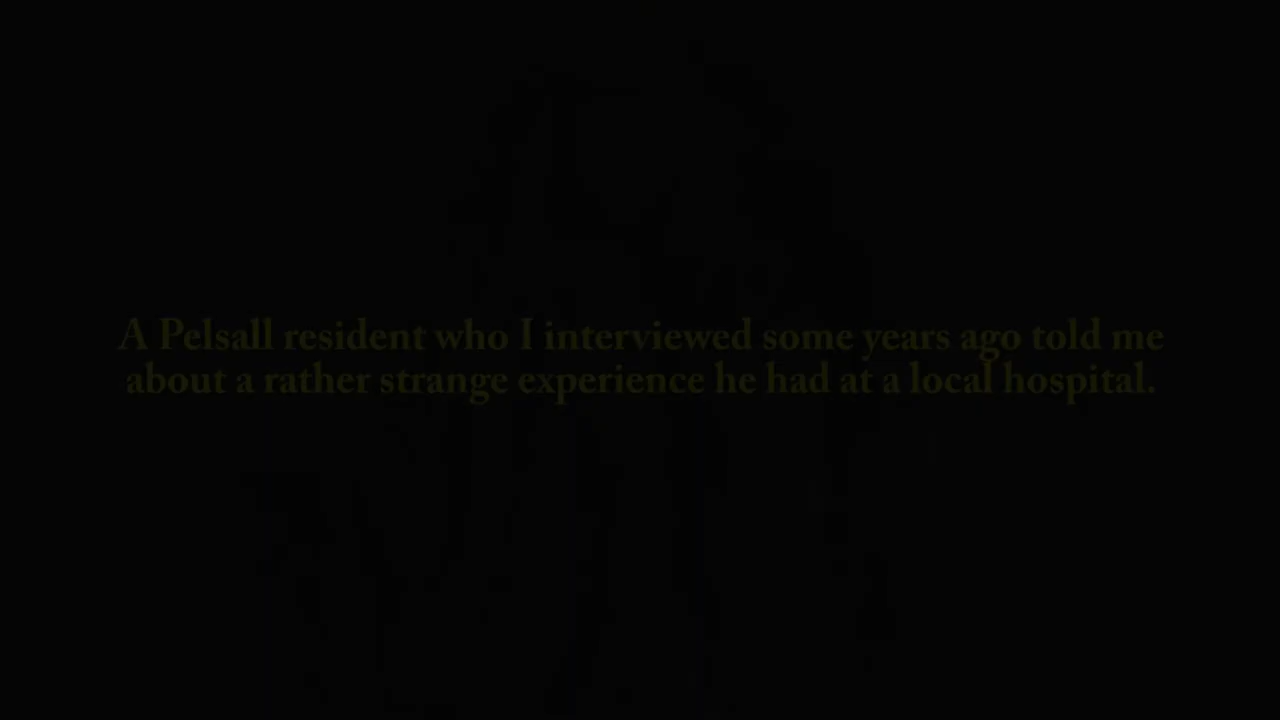 A Pelsall resident who I interviewed some years ago told me
about a rather strange experience he had at a local hospital.